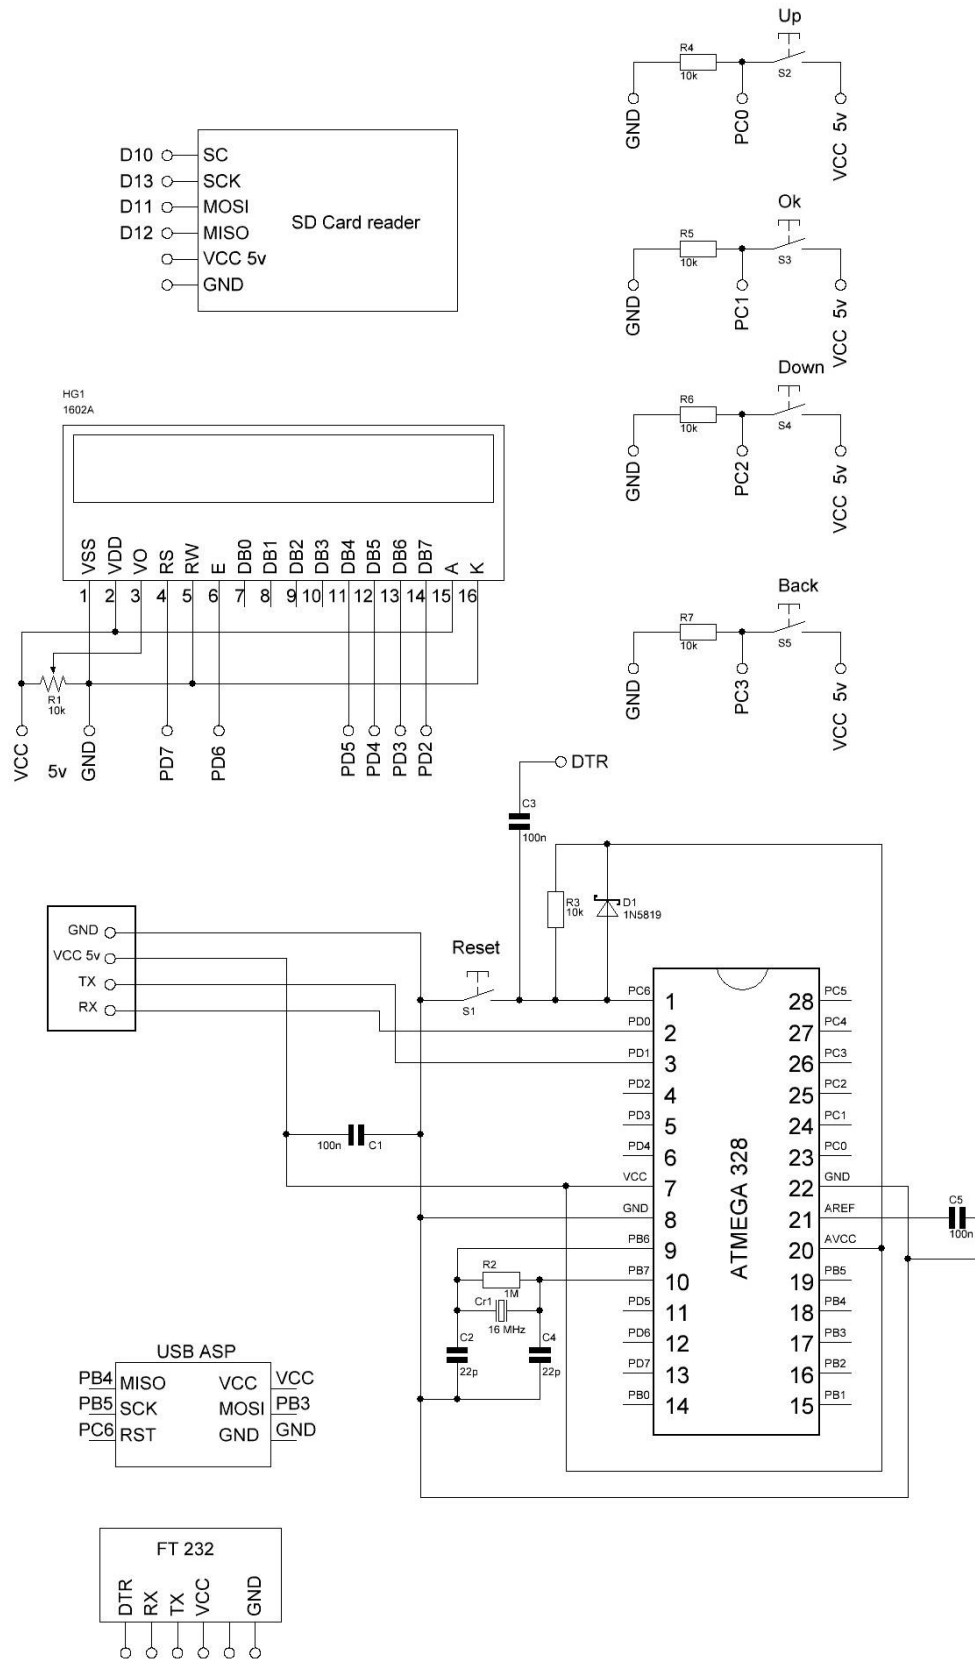 Up
R4
10k
S2
GND
PC0
VCC 5v
D10 SC
D13 SCK
D11 MOSI
D12 MISO
VCC 5v
GND
SD Card reader
Ok
R5
10k
S3
GND
PC1
VCC 5v
Down
R6
10k
S4
GND
PC2
VCC 5v
Back
R7
10k
S5
GND
PC3
VCC 5v
HG1
1602A
VSS VDD VO RS RW E DB0 DB1 DB2 DB3 DB4 DB5 DB6 DB7 A K
1 2 3 4 5 6 7 8 9 10 11 12 13 14 15 16
R1
10k
VCC 5v GND PD7 PD6 PD5 PD4 PD3 PD2
DTR
C3
100n
R3
10k
D1
1N5819
GND
VCC 5v
TX
RX
Reset
S1
100n C1
ATMEGA 328
PC6 1 28 PC5
PD0 2 27 PC4
PD1 3 26 PC3
PD2 4 25 PC2
PD3 5 24 PC1
PD4 6 23 PC0
VCC 7 22 GND
GND 8 21 AREF
PB6 9 20 AVCC
PB7 10 19 PB5
PD5 11 18 PB4
PD6 12 17 PB3
PD7 13 16 PB2
PB0 14 15 PB1
C5
100n
R2
1M
Cr1
16 MHz
C2
22p
C4
22p
USB ASP
PB4 MISO VCC VCC
PB5 SCK MOSI PB3
PC6 RST GND GND
FT 232
DTR RX TX VCC GND